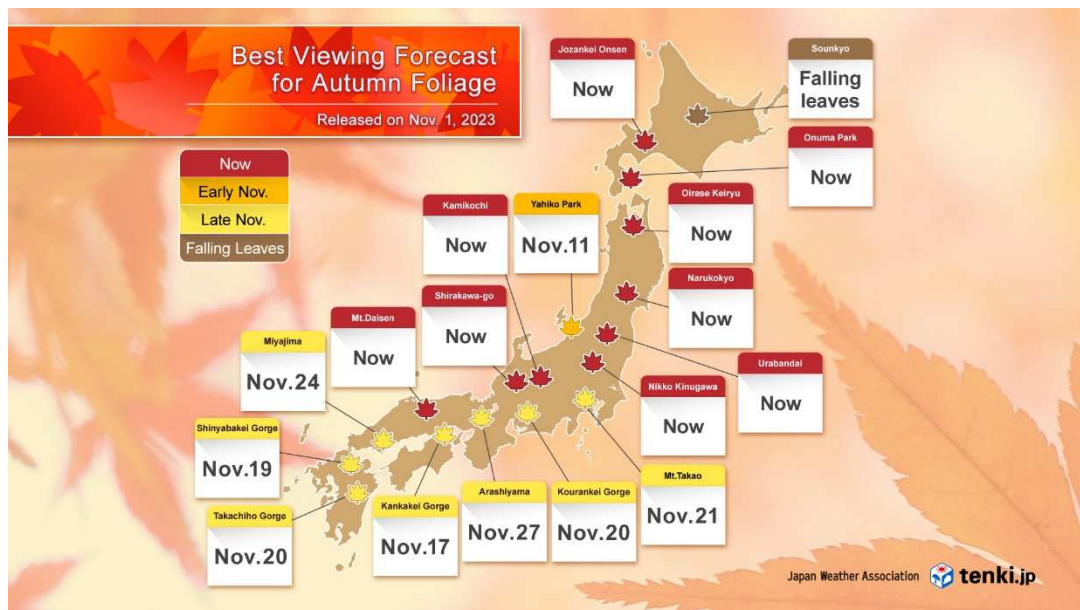 Best Viewing Forecast
for Autumn Foliage
Released on Nov. 1, 2023
Now
Early Nov.
Late Nov.
Falling Leaves
Jozankei Onsen
Now
Sounkyo
Falling
leaves
Onuma Park
Now
Kamikochi
Now
Yahiko Park
Nov.11
Oirase Keiryu
Now
Narukokyo
Now
Shirakawa-go
Now
Mt.Daisen
Now
Miyajima
Nov.24
Urabandai
Now
Nikko Kinugawa
Now
Shinyabakei Gorge
Nov.19
Takachiho Gorge
Nov.20
Kankakei Gorge
Nov.17
Arashiyama
Nov.27
Kourankei Gorge
Nov.20
Mt.Takao
Nov.21
Japan Weather Association
tenki.jp